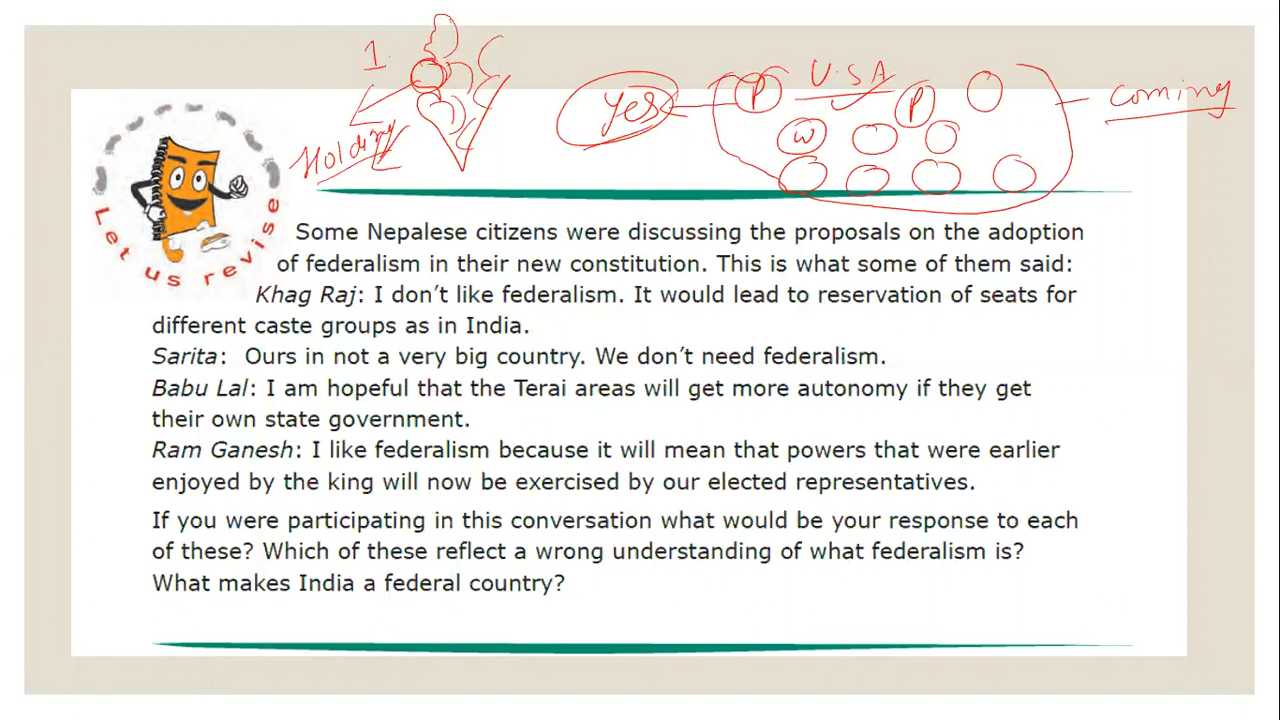 1.
U.S.A
Yes
P
P
coming
W
Holding
Let us revise
Some Nepalese citizens were discussing the proposals on the adoption
of federalism in their new constitution. This is what some of them said:
Khag Raj: I don’t like federalism. It would lead to reservation of seats for
different caste groups as in India.
Sarita: Ours in not a very big country. We don’t need federalism.
Babu Lal: I am hopeful that the Terai areas will get more autonomy if they get
their own state government.
Ram Ganesh: I like federalism because it will mean that powers that were earlier
enjoyed by the king will now be exercised by our elected representatives.
If you were participating in this conversation what would be your response to each
of these? Which of these reflect a wrong understanding of what federalism is?
What makes India a federal country?